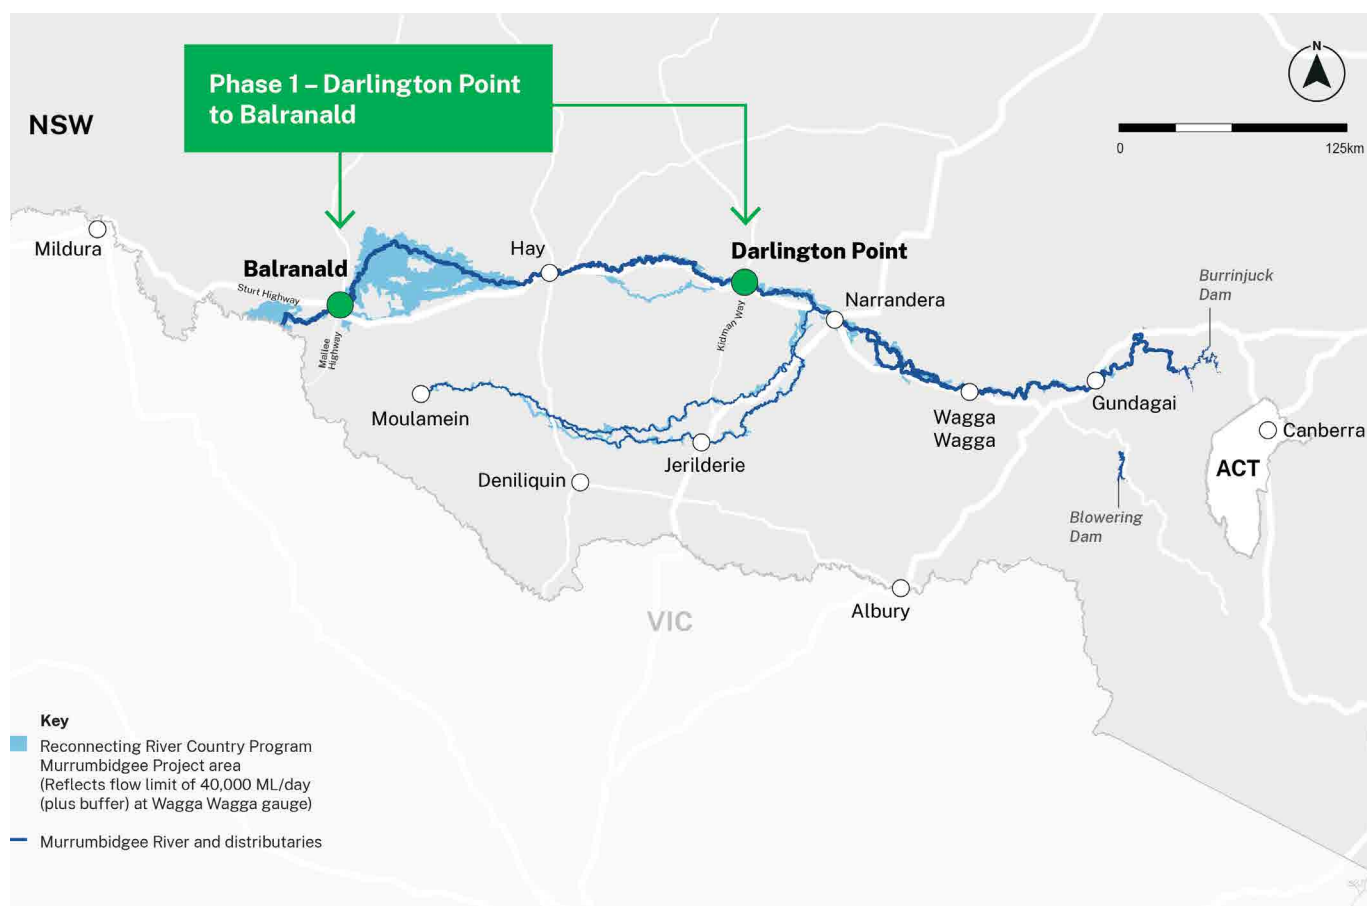 Phase 1 – Darlington Point
to Balranald
NSW
N
0
125km
Mildura
Balranald
Sturt Highway
Mallee
Highway
Hay
Darlington Point
Kidman Way
Narrandera
Burrinjuck
Dam
Moulamein
Jerilderie
Deniliquin
Wagga
Wagga
Gundagai
Canberra
ACT
Blowering
Dam
Albury
VIC
Key
Reconnecting River Country Program
Murrumbidgee Project area
(Reflects flow limit of 40,000 ML/day
(plus buffer) at Wagga Wagga gauge)
Murrumbidgee River and distributaries